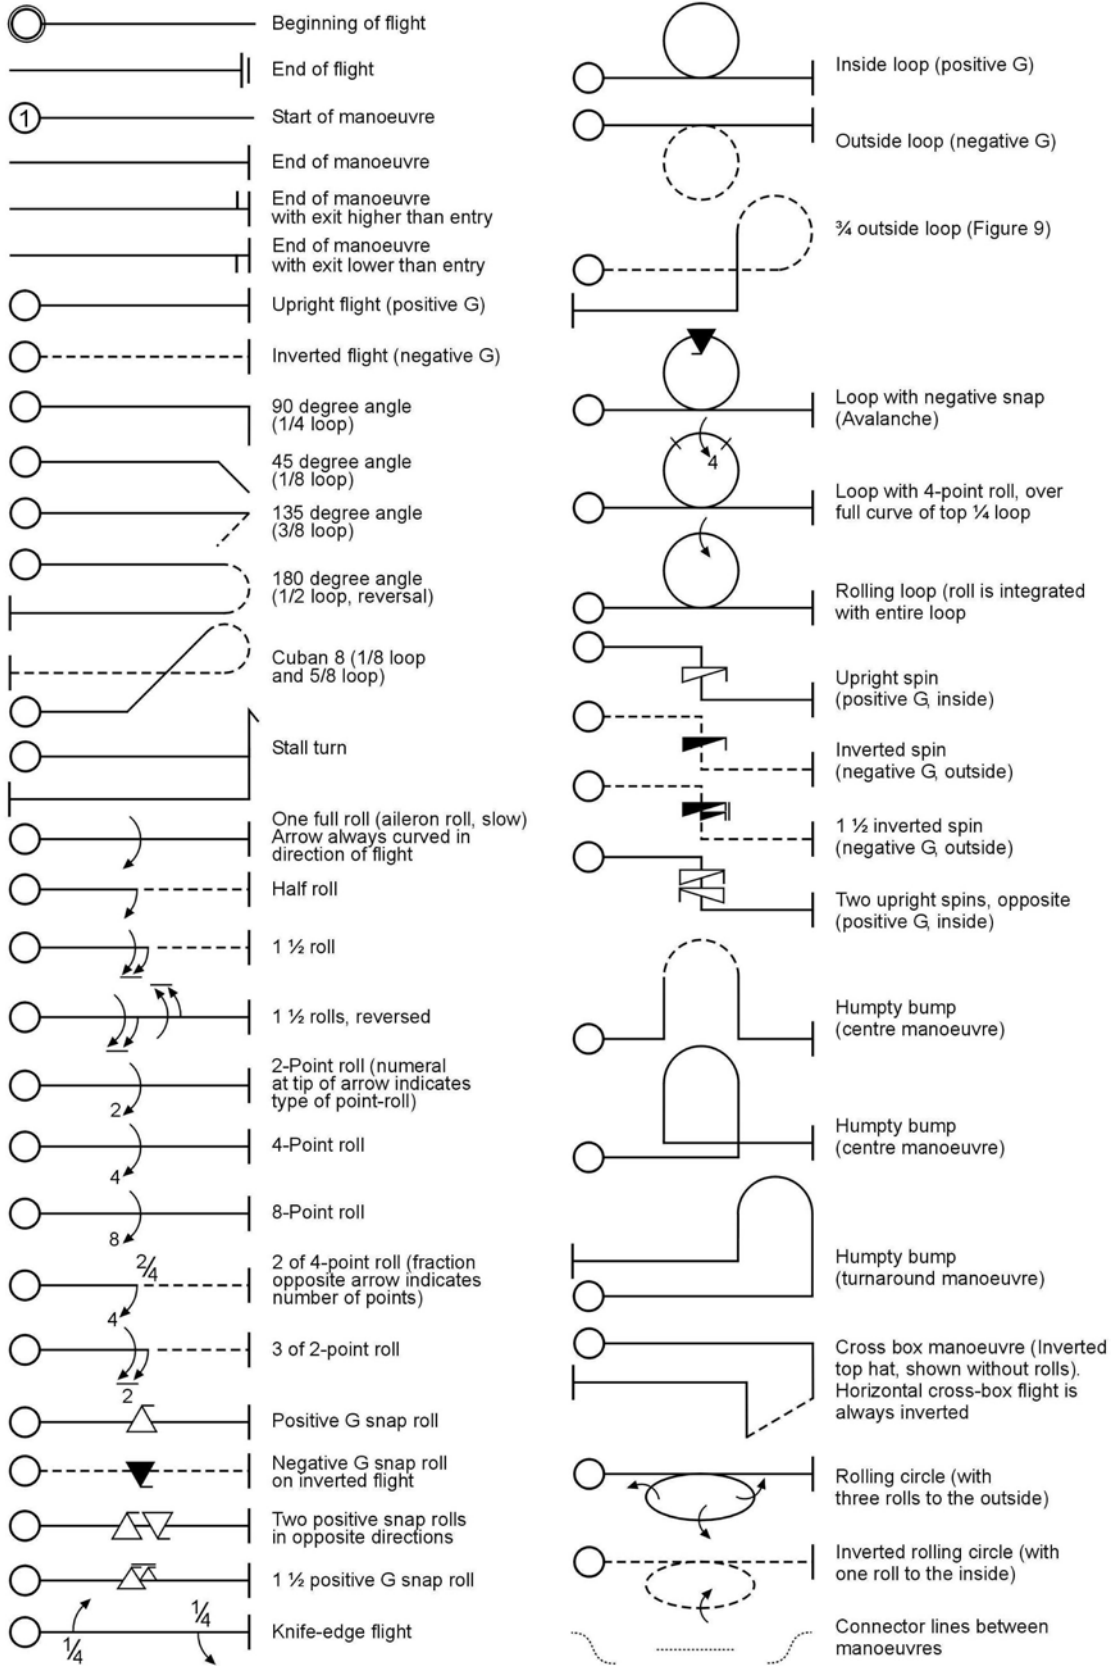 Beginning of flight
End of flight
1
Start of manoeuvre
End of manoeuvre
End of manoeuvre
with exit higher than entry
End of manoeuvre
with exit lower than entry
Upright flight (positive G)
Inverted flight (negative G)
90 degree angle
(1/4 loop)
45 degree angle
(1/8 loop)
135 degree angle
(3/8 loop)
180 degree angle
(1/2 loop, reversal)
Cuban 8 (1/8 loop
and 5/8 loop)
Stall turn
One full roll (aileron roll, slow)
Arrow always curved in
direction of flight
Half roll
1 ½ roll
1 ½ rolls, reversed
2
2-Point roll (numeral
at tip of arrow indicates
type of point-roll)
4
4-Point roll
8
8-Point roll
2/4
4
2 of 4-point roll (fraction
opposite arrow indicates
number of points)
2
3 of 2-point roll
Positive G snap roll
Negative G snap roll
on inverted flight
Two positive snap rolls
in opposite directions
1 ½ positive G snap roll
¼
¼
Knife-edge flight
Inside loop (positive G)
Outside loop (negative G)
¾ outside loop (Figure 9)
Loop with negative snap
(Avalanche)
4
Loop with 4-point roll, over
full curve of top ¼ loop
Rolling loop (roll is integrated
with entire loop
Upright spin
(positive G, inside)
Inverted spin
(negative G, outside)
1 ½ inverted spin
(negative G, outside)
Two upright spins, opposite
(positive G, inside)
Humpty bump
(centre manoeuvre)
Humpty bump
(centre manoeuvre)
Humpty bump
(turnaround manoeuvre)
Cross box manoeuvre (Inverted
top hat, shown without rolls).
Horizontal cross-box flight is
always inverted
Rolling circle (with
three rolls to the outside)
Inverted rolling circle (with
one roll to the inside)
Connector lines between
manoeuvres